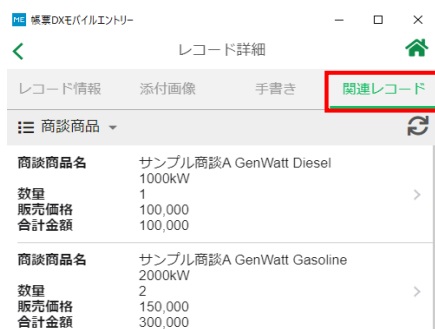 ME 帳票DXモバイルエントリー
レコード詳細
レコード情報 添付画像 手書き 関連レコード
商談商品
商談商品名 サンプル商談A GenWatt Diesel
1000kW
数量 1
販売価格 100,000
合計金額 100,000
商談商品名 サンプル商談A GenWatt Gasoline
2000kW
数量 2
販売価格 150,000
合計金額 300,000